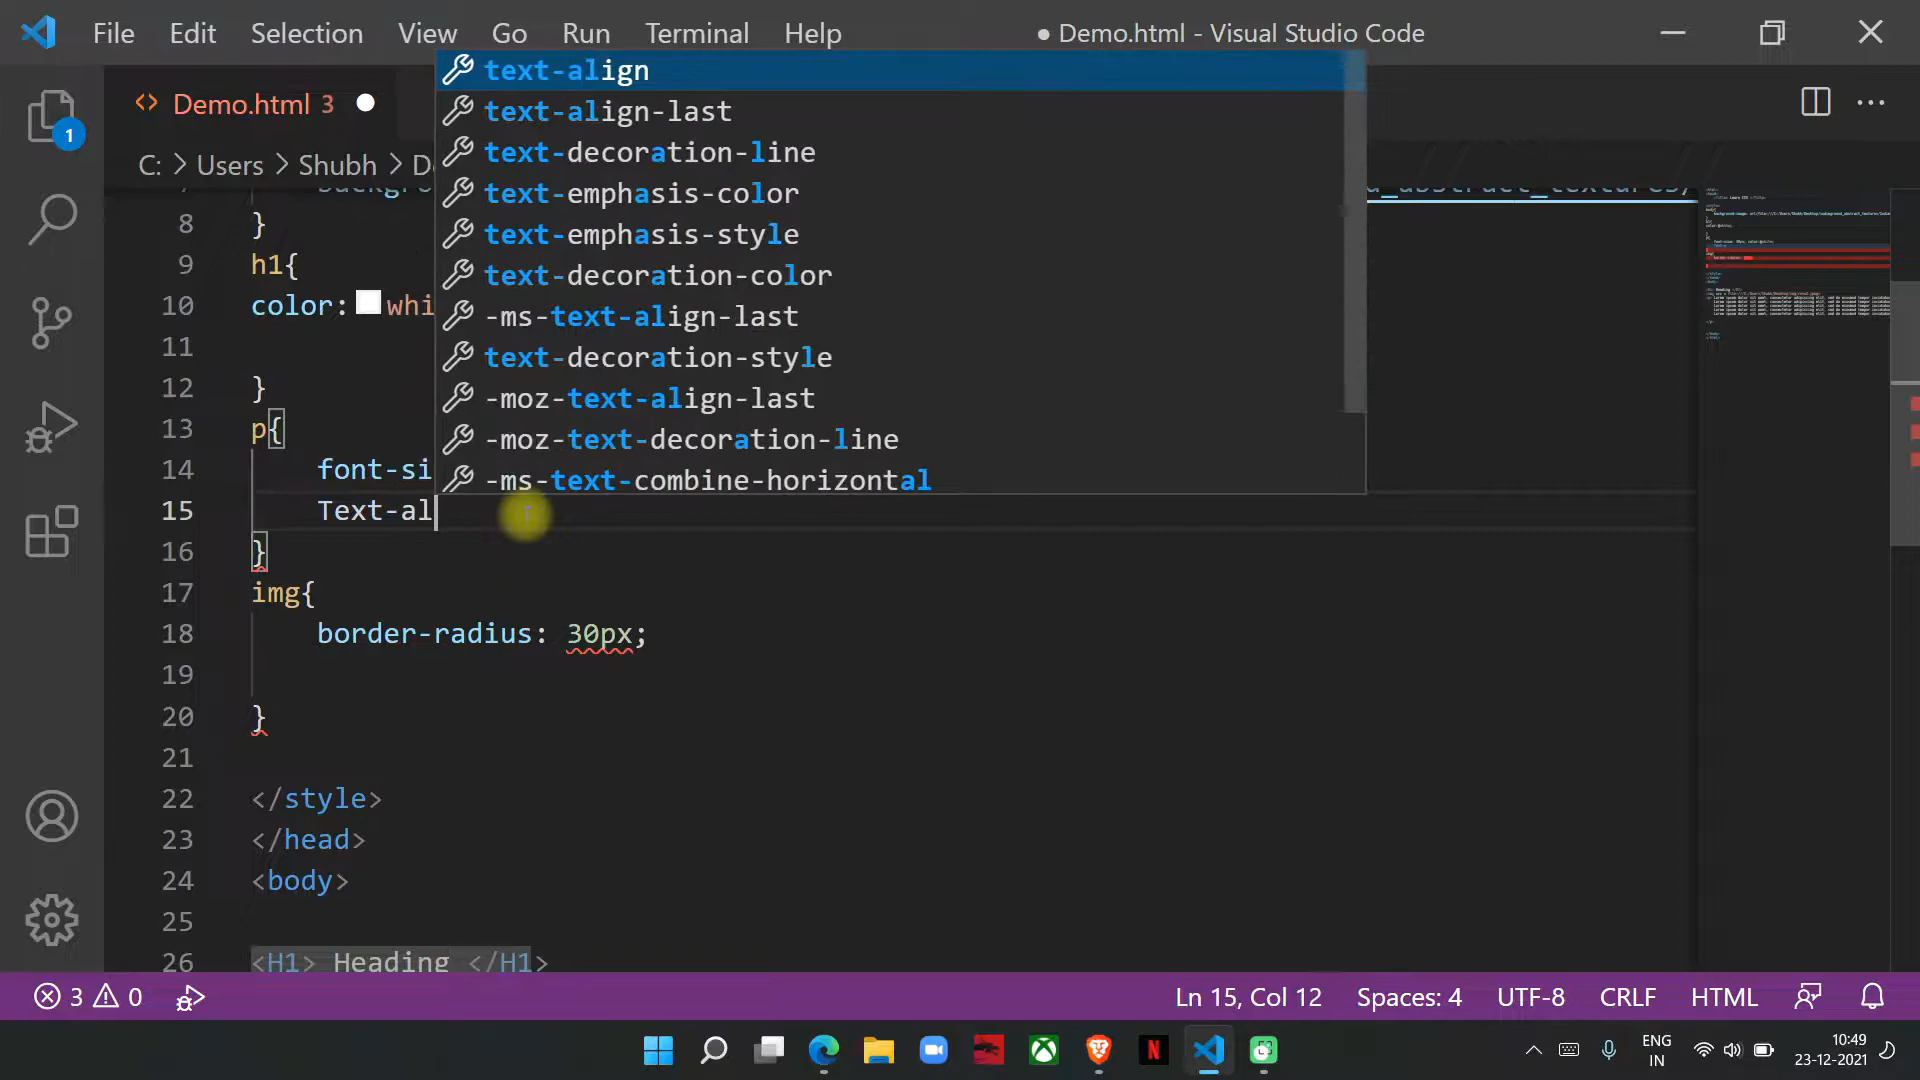 File Edit Selection View Go Run Terminal Help
● Demo.html - Visual Studio Code
Demo.html 3 ●
C: > Users > Shubh > D
text-align
text-align-last
text-decoration-line
text-emphasis-color
text-emphasis-style
text-decoration-color
-ms-text-align-last
text-decoration-style
-moz-text-align-last
-moz-text-decoration-line
-ms-text-combine-horizontal
1
8 }
9 h1{
10 color: whi
11
12 }
13 p{
14 font-si
15 Text-al
16 }
17 img{
18 border-radius: 30px;
19
20 }
21
22 </style>
23 </head>
24 <body>
25
26 <H1> Heading </H1>
3 0
Ln 15, Col 12 Spaces: 4 UTF-8 CRLF HTML
ENG
IN
10:49
23-12-2021